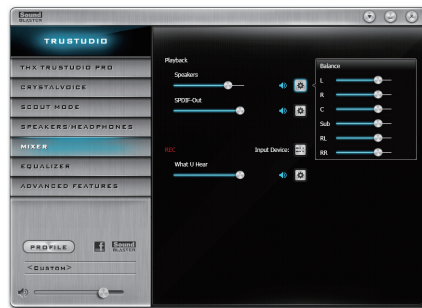 Sound
BLASTER
TRUSTUDIO
THX TRUSTUDIO PRO
CRYSTALVOICE
SCOUT MODE
SPEAKERS/HEADPHONES
MIXER
EQUALIZER
ADVANCED FEATURES
PROFILE
f
Sound
BLASTER
<CUSTOM>
Playback
Speakers
SPDIF-Out
REC
Input Device:
What U Hear
Balance
L
R
C
Sub
RL
RR